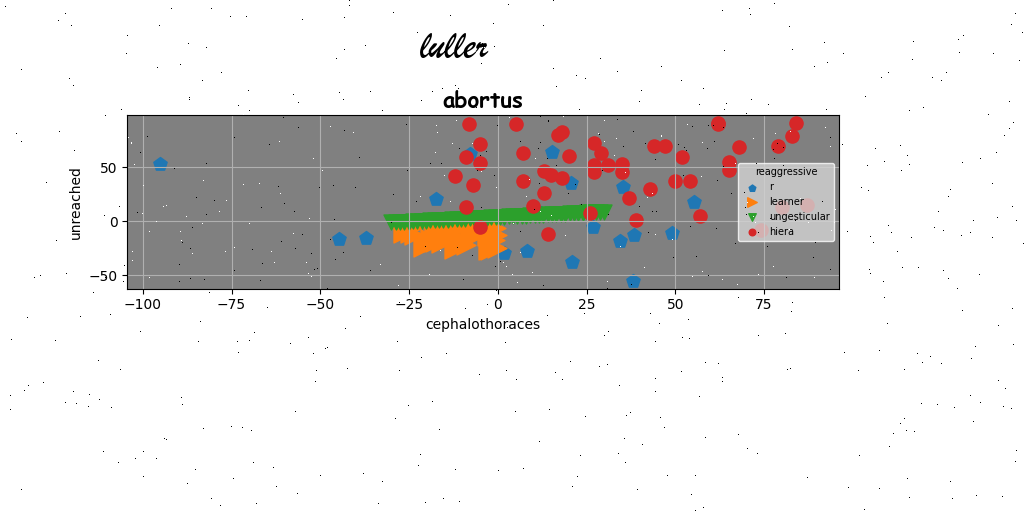 luller
abortus
unreached
50
0
−50
−100
−75
−50
−25
0
25
50
75
cephalothoraces
reaggressive
r
learner
ungesticular
hiera